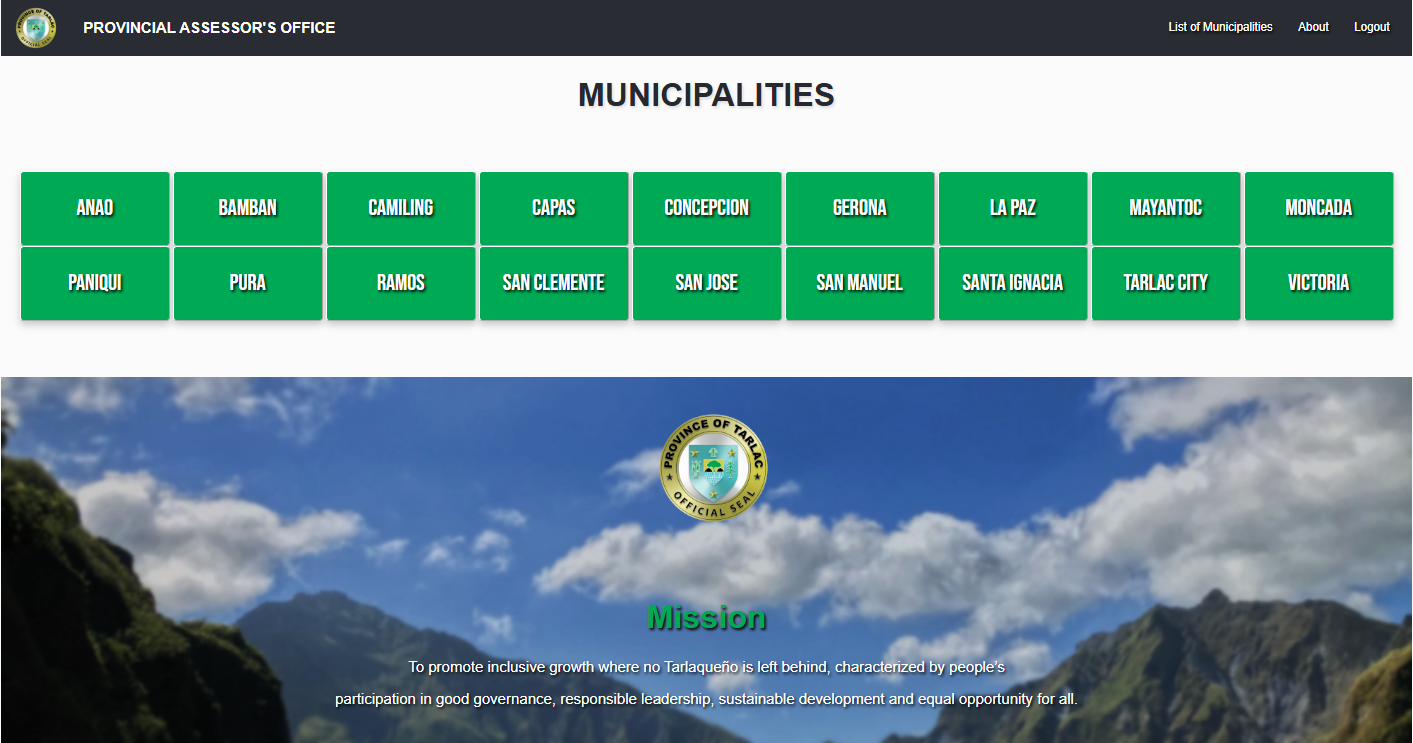 PROVINCIAL ASSESSOR'S OFFICE
List of Municipalities About Logout
MUNICIPALITIES
ANAO BAMBAN CAMILING CAPAS CONCEPCION GERONA LA PAZ MAYANTOC MONCADA
PANIQUI PURA RAMOS SAN CLEMENTE SAN JOSE SAN MANUEL SANTA IGNACIA TARLAC CITY VICTORIA
PROVINCE OF TARLAC
OFFICIAL SEAL
Mission
To promote inclusive growth where no Tarlaqueño is left behind, characterized by people's
participation in good governance, responsible leadership, sustainable development and equal opportunity for all.